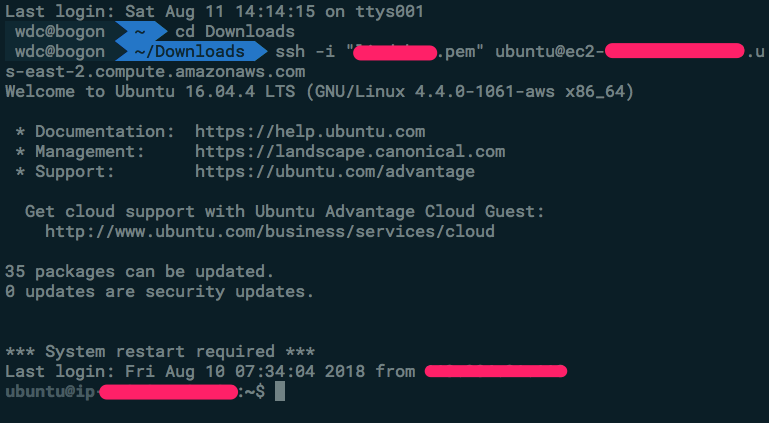 Last login: Sat Aug 11 14:14:15 on ttys001
wdc@bogon ~ cd Downloads
wdc@bogon ~/Downloads ssh -i ".pem" ubuntu@ec2-.u
s-east-2.compute.amazonaws.com
Welcome to Ubuntu 16.04.4 LTS (GNU/Linux 4.4.0-1061-aws x86_64)
* Documentation: https://help.ubuntu.com
* Management: https://landscape.canonical.com
* Support: https://ubuntu.com/advantage
Get cloud support with Ubuntu Advantage Cloud Guest:
http://www.ubuntu.com/business/services/cloud
35 packages can be updated.
0 updates are security updates.
*** System restart required ***
Last login: Fri Aug 10 07:34:04 2018 from
ubuntu@ip-:~$